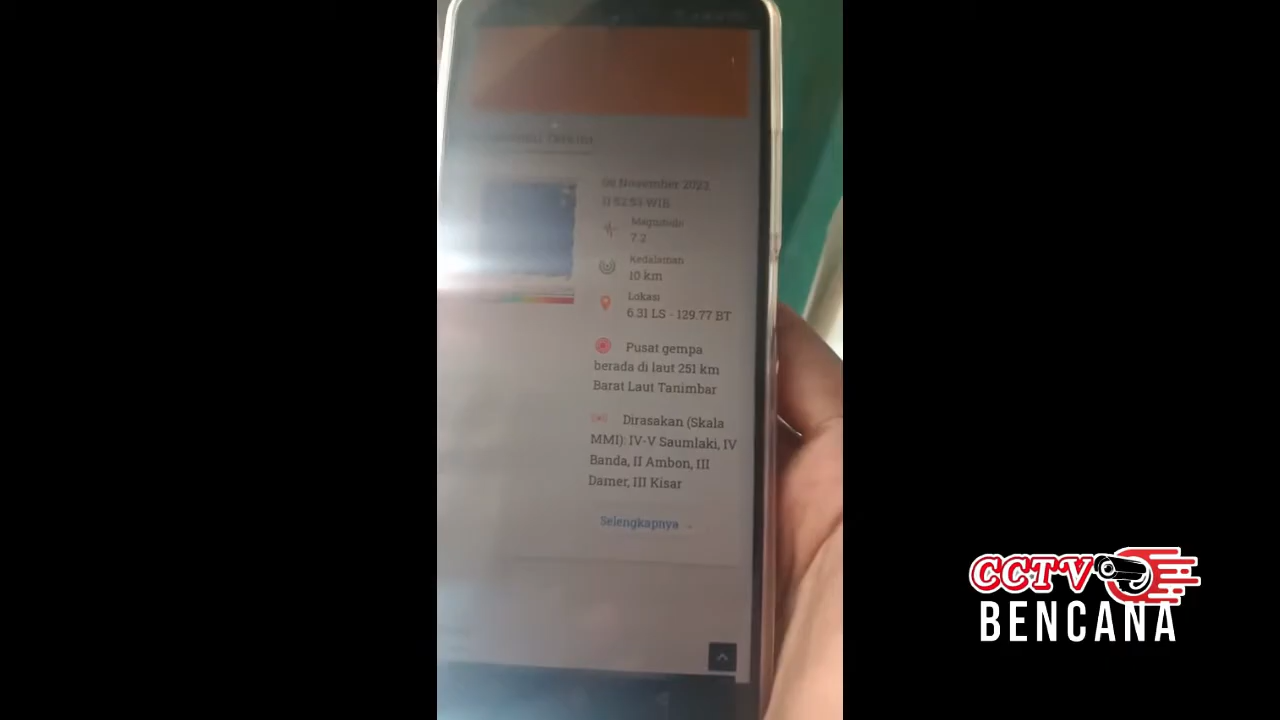 Terkini
November 2022
WIB
Magnitudo
7.2
Kedalaman
10 km
Lokasi
6.31 LS - 129.77 BT
Pusat gempa
berada di laut 251 km
Barat Laut Tanimbar
Dirasakan (Skala
MMI): IV-V Saumlaki, IV
Banda, II Ambon, III
Damer, III Kisar
Selengkapnya →
CCTV
BENCANA